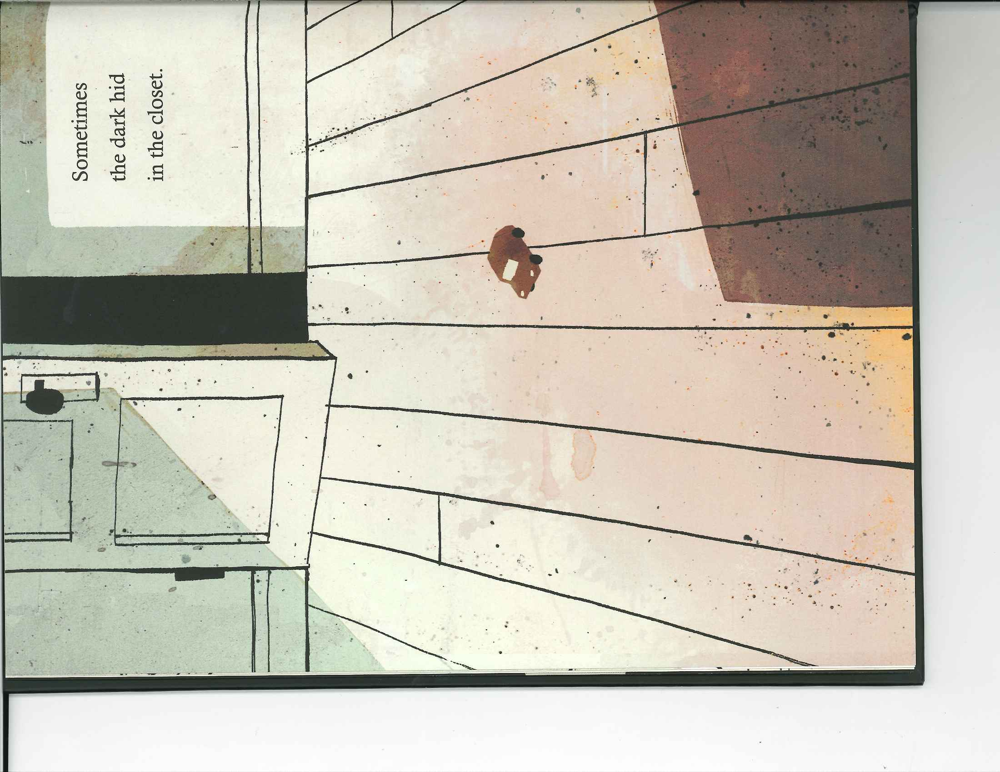 Sometimes
the dark hid
in the closet.